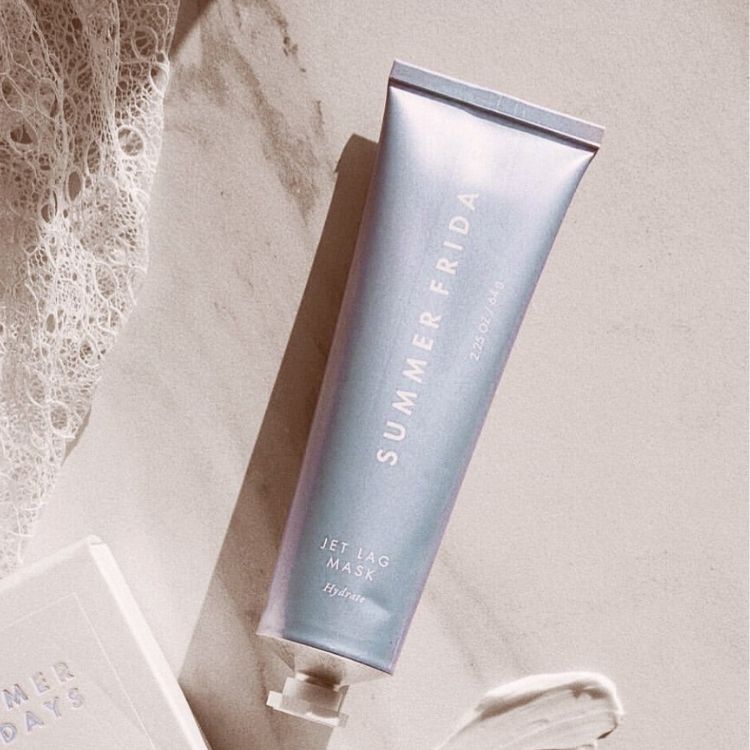 SUMMER FRIDA
2.25 OZ / 64 g
JET LAG
MASK
Hydrate
MER
DAYS